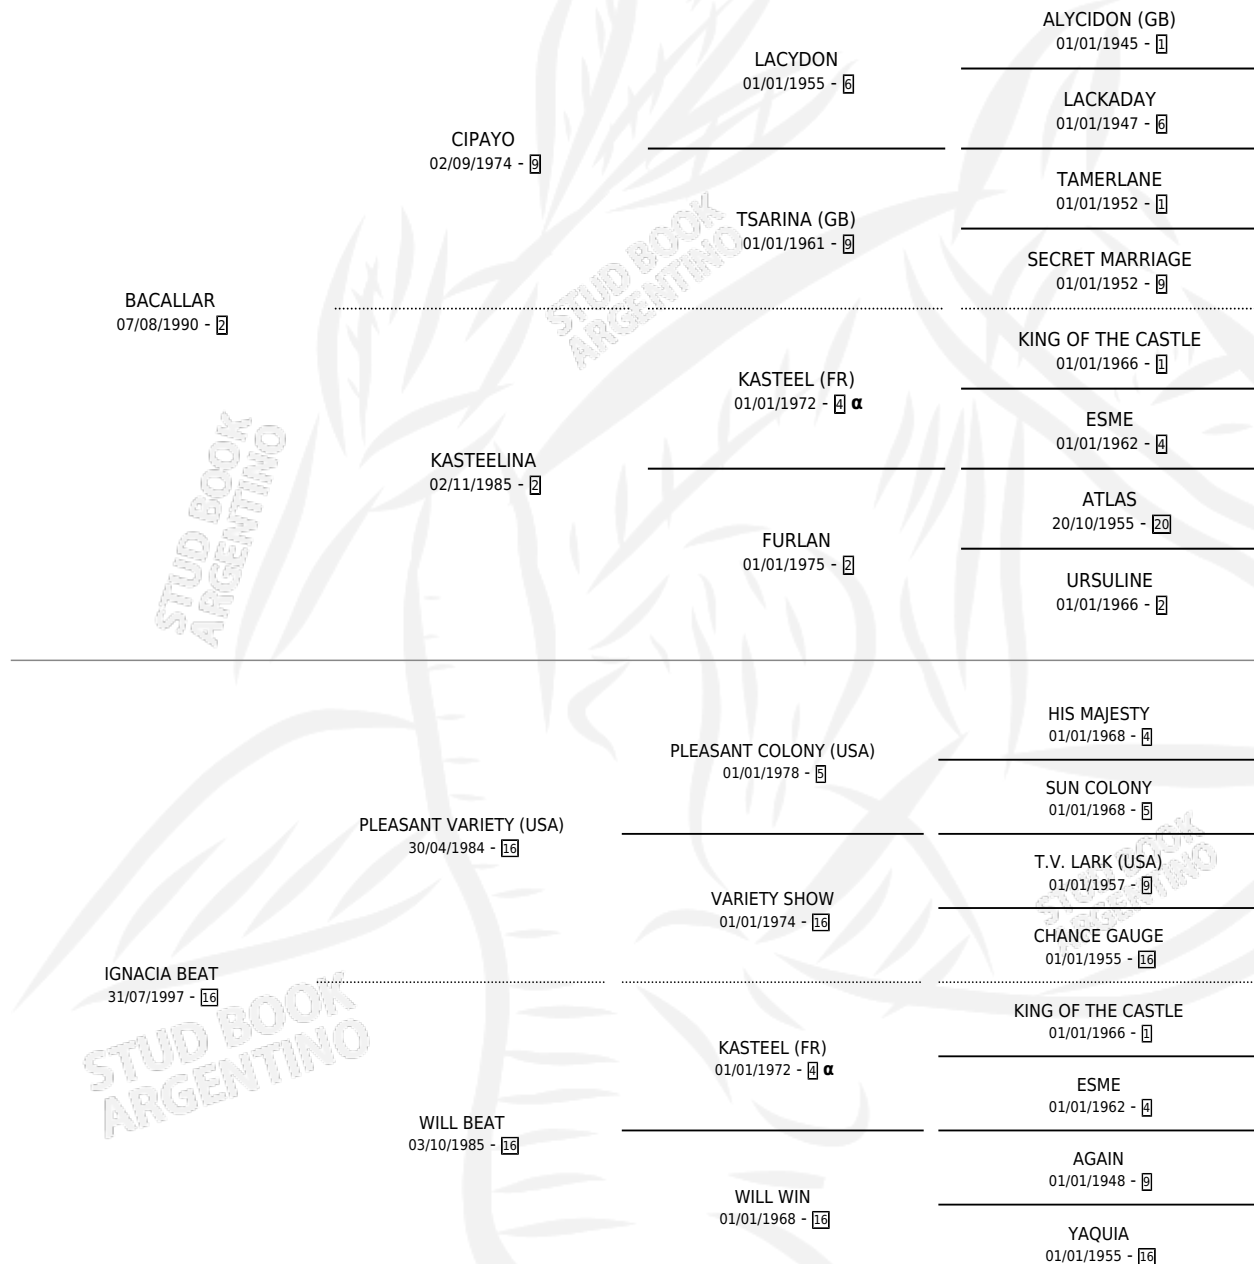 ALYCIDON (GB)
01/01/1945 - 1
LACYDON
01/01/1955 - 6
LACKADAY
01/01/1947 - 6
CIPAYO
02/09/1974 - 9
TAMERLANE
01/01/1952 - 1
TSARINA (GB)
01/01/1961 - 9
SECRET MARRIAGE
01/01/1952 - 9
BACALLAR
07/08/1990 - 2
STUD BOOK
ARGENTINO
KING OF THE CASTLE
01/01/1966 - 1
KASTEEL (FR)
01/01/1972 - 4 α
ESME
01/01/1962 - 4
KASTEELINA
02/11/1985 - 2
ATLAS
20/10/1955 - 20
FURLAN
01/01/1975 - 2
URSULINE
01/01/1966 - 2
STUD BOOK
ARGENTINO
HIS MAJESTY
01/01/1968 - 4
PLEASANT COLONY (USA)
01/01/1978 - 5
SUN COLONY
01/01/1968 - 5
PLEASANT VARIETY (USA)
30/04/1984 - 16
T.V. LARK (USA)
01/01/1957 - 9
STUD BOOK
ARGENTINO
VARIETY SHOW
01/01/1974 - 16
CHANCE GAUGE
01/01/1955 - 16
IGNACIA BEAT
31/07/1997 - 16
STUD BOOK
ARGENTINO
KING OF THE CASTLE
01/01/1966 - 1
KASTEEL (FR)
01/01/1972 - 4 α
ESME
01/01/1962 - 4
WILL BEAT
03/10/1985 - 16
AGAIN
01/01/1948 - 9
WILL WIN
01/01/1968 - 16
YAQUIA
01/01/1955 - 16